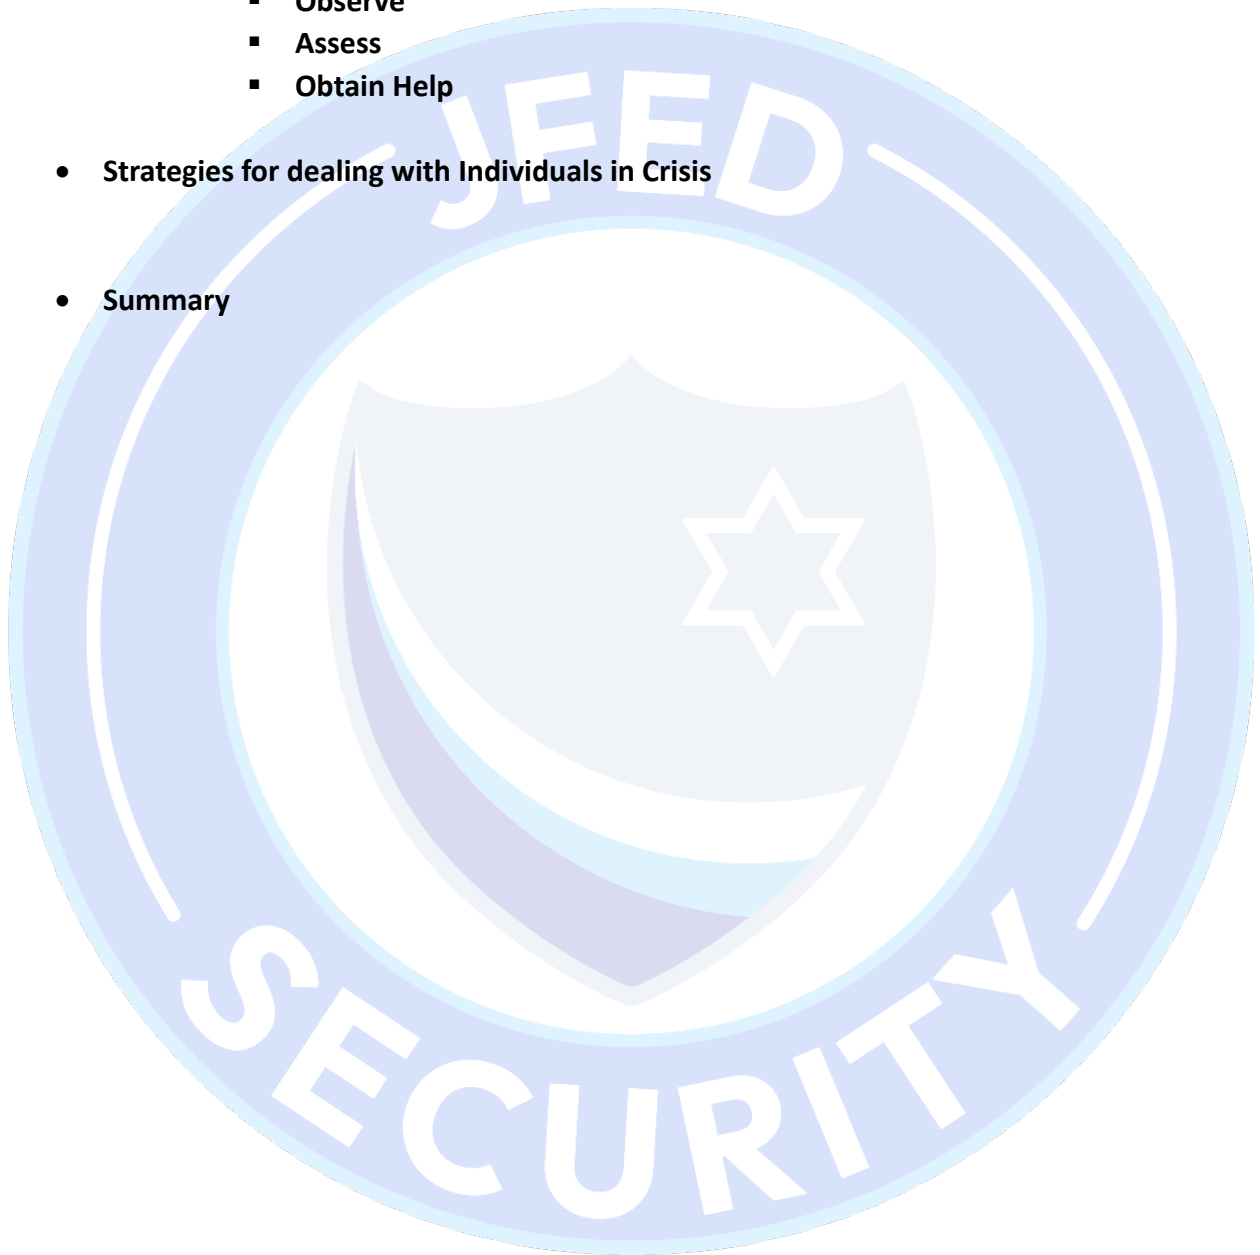 ▪ Observe
▪ Assess
▪ Obtain Help
• Strategies for dealing with Individuals in Crisis
• Summary
JFED
SECURITY